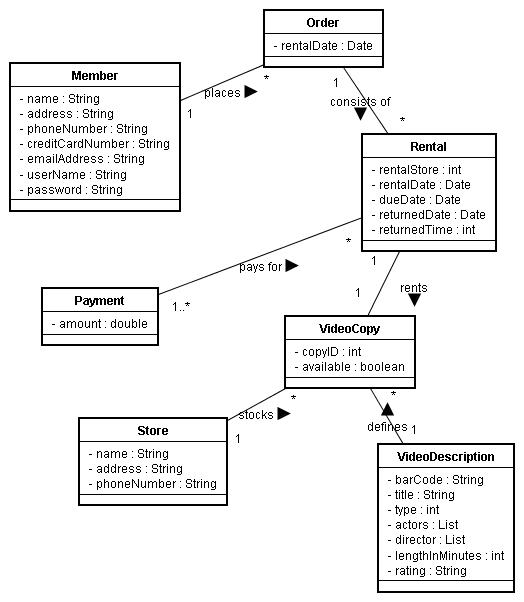 Order
- rentalDate : Date
Member
- name : String
- address : String
- phoneNumber : String
- creditCardNumber : String
- emailAddress : String
- userName : String
- password : String
places
*
1
1
consists of
*
Rental
- rentalStore : int
- rentalDate : Date
- dueDate : Date
- returnedDate : Date
- returnedTime : int
*
pays for
1..*
1
1
rents
Payment
- amount : double
VideoCopy
- copyID : int
- available : boolean
*
stocks
1
*
defines
1
Store
- name : String
- address : String
- phoneNumber : String
VideoDescription
- barCode : String
- title : String
- type : int
- actors : List
- director : List
- lengthInMinutes : int
- rating : String